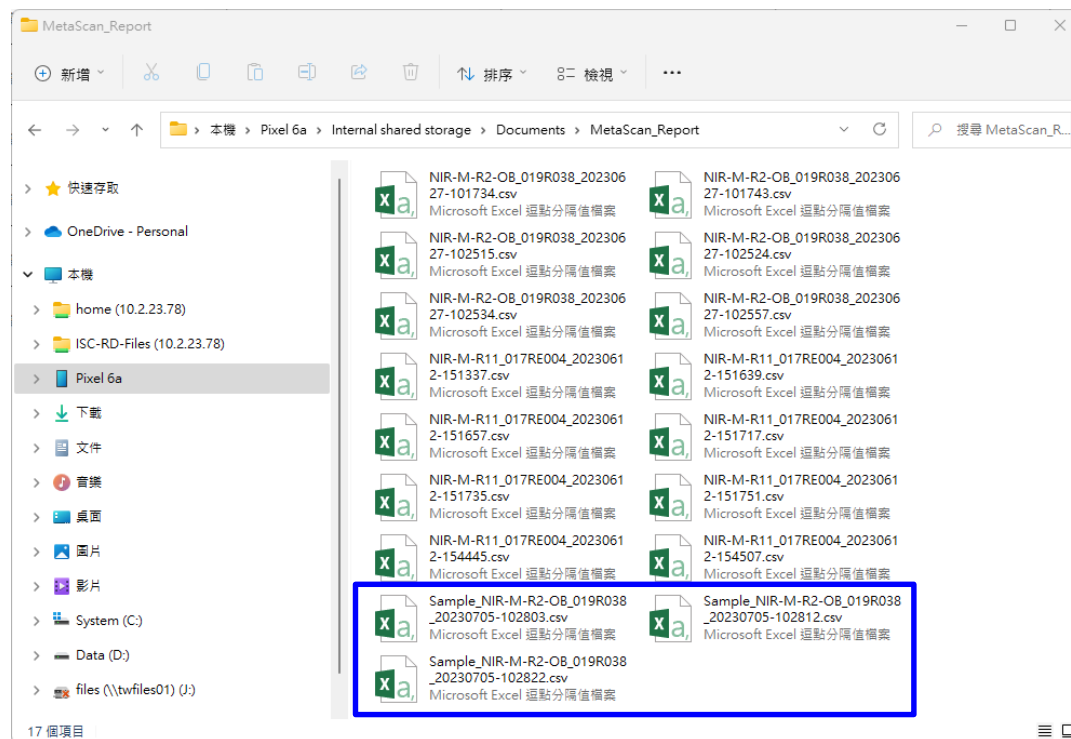 MetaScan_Report
新增
排序
檢視
本機 > Pixel 6a > Internal shared storage > Documents > MetaScan_Report
搜尋 MetaScan_R...
快速存取
OneDrive - Personal
本機
home (10.2.23.78)
ISC-RD-Files (10.2.23.78)
Pixel 6a
下載
文件
音樂
桌面
圖片
影片
System (C:)
Data (D:)
files (\\twfiles01) (J:)
NIR-M-R2-OB_019R038_202306
27-101734.csv
Microsoft Excel 逗點分隔值檔案
NIR-M-R2-OB_019R038_202306
27-101743.csv
Microsoft Excel 逗點分隔值檔案
NIR-M-R2-OB_019R038_202306
27-102515.csv
Microsoft Excel 逗點分隔值檔案
NIR-M-R2-OB_019R038_202306
27-102524.csv
Microsoft Excel 逗點分隔值檔案
NIR-M-R2-OB_019R038_202306
27-102534.csv
Microsoft Excel 逗點分隔值檔案
NIR-M-R2-OB_019R038_202306
27-102557.csv
Microsoft Excel 逗點分隔值檔案
NIR-M-R11_017RE004_2023061
2-151337.csv
Microsoft Excel 逗點分隔值檔案
NIR-M-R11_017RE004_2023061
2-151639.csv
Microsoft Excel 逗點分隔值檔案
NIR-M-R11_017RE004_2023061
2-151657.csv
Microsoft Excel 逗點分隔值檔案
NIR-M-R11_017RE004_2023061
2-151717.csv
Microsoft Excel 逗點分隔值檔案
NIR-M-R11_017RE004_2023061
2-151735.csv
Microsoft Excel 逗點分隔值檔案
NIR-M-R11_017RE004_2023061
2-151751.csv
Microsoft Excel 逗點分隔值檔案
NIR-M-R11_017RE004_2023061
2-154445.csv
Microsoft Excel 逗點分隔值檔案
NIR-M-R11_017RE004_2023061
2-154507.csv
Microsoft Excel 逗點分隔值檔案
Sample_NIR-M-R2-OB_019R038
_20230705-102803.csv
Microsoft Excel 逗點分隔值檔案
Sample_NIR-M-R2-OB_019R038
_20230705-102812.csv
Microsoft Excel 逗點分隔值檔案
Sample_NIR-M-R2-OB_019R038
_20230705-102822.csv
Microsoft Excel 逗點分隔值檔案
17 個項目